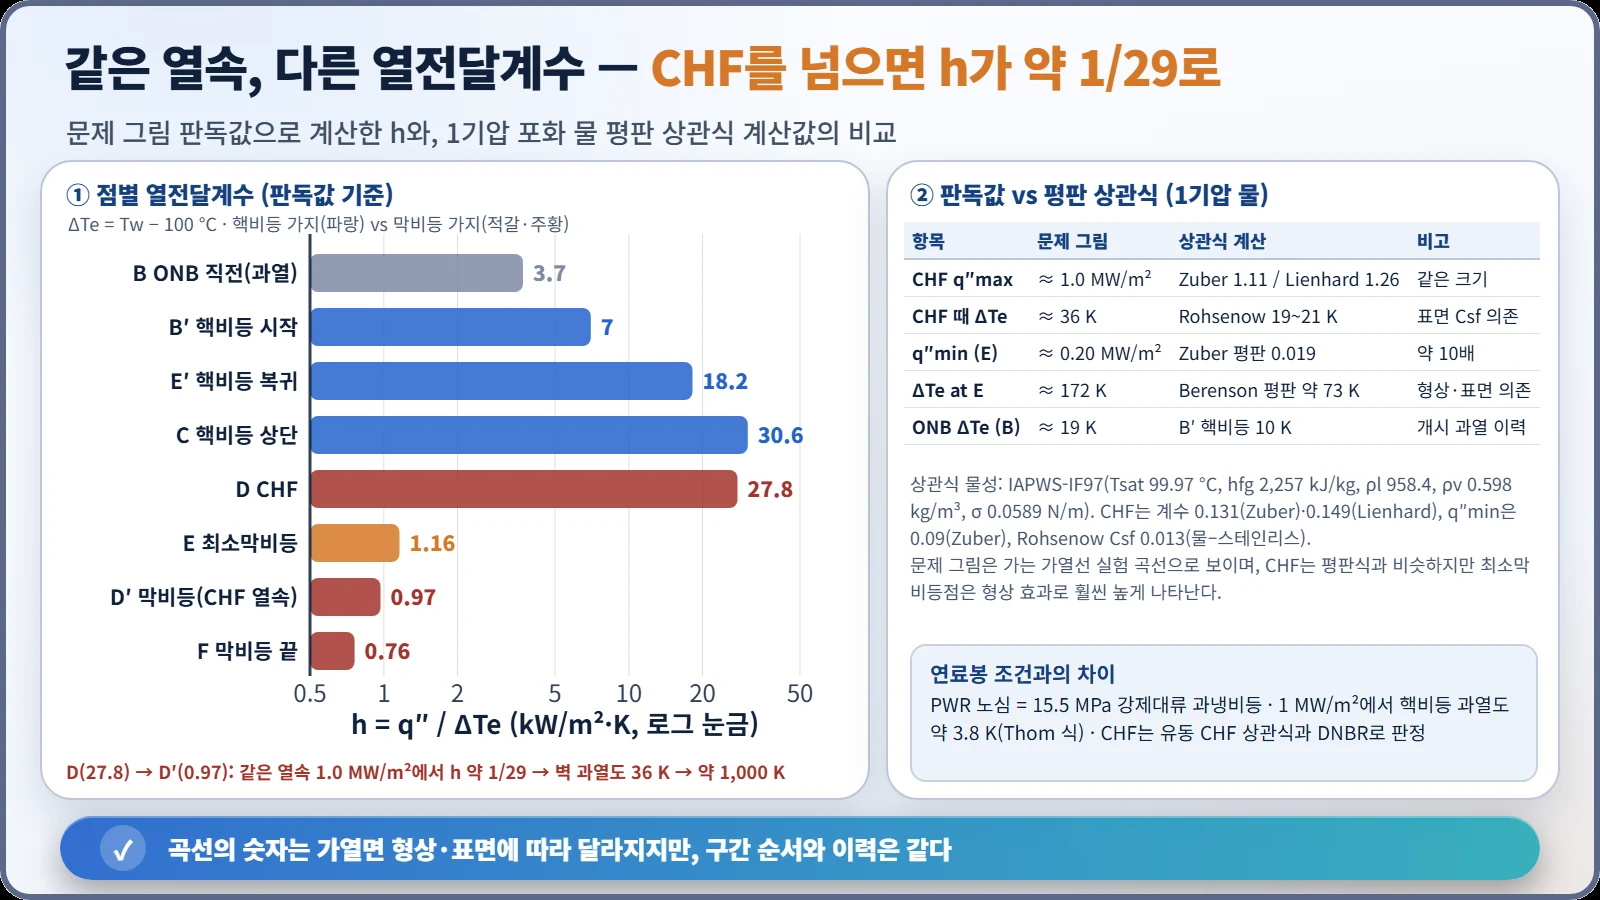 같은 열속, 다른 열전달계수 — CHF를 넘으면 h가 약 1/29로
문제 그림 판독값으로 계산한 h와, 1기압 포화 물 평판 상관식 계산값의 비교
① 점별 열전달계수 (판독값 기준)
ΔTe = Tw − 100 °C · 핵비등 가지(파랑) vs 막비등 가지(적갈·주황)
B ONB 직전(과열) 3.7
B′ 핵비등 시작 7
E′ 핵비등 복귀 18.2
C 핵비등 상단 30.6
D CHF 27.8
E 최소막비등 1.16
D′ 막비등(CHF 열속) 0.97
F 막비등 끝 0.76
0.5 1 2 5 10 20 50
h = q″ / ΔTe (kW/m²·K, 로그 눈금)
D(27.8) → D′(0.97): 같은 열속 1.0 MW/m²에서 h 약 1/29 → 벽 과열도 36 K → 약 1,000 K
② 판독값 vs 평판 상관식 (1기압 물)
항목 문제 그림 상관식 계산 비고
CHF q″max ≈ 1.0 MW/m² Zuber 1.11 / Lienhard 1.26 같은 크기
CHF 때 ΔTe ≈ 36 K Rohsenow 19~21 K 표면 Csf 의존
q″min (E) ≈ 0.20 MW/m² Zuber 평판 0.019 약 10배
ΔTe at E ≈ 172 K Berenson 평판 약 73 K 형상·표면 의존
ONB ΔTe (B) ≈ 19 K B′ 핵비등 10 K 개시 과열 이력
상관식 물성: IAPWS-IF97(Tsat 99.97 °C, hfg 2,257 kJ/kg, ρl 958.4, ρv 0.598
kg/m³, σ 0.0589 N/m). CHF는 계수 0.131(Zuber)·0.149(Lienhard), q″min은
0.09(Zuber), Rohsenow Csf 0.013(물−스테인리스).
문제 그림은 가는 가열선 실험 곡선으로 보이며, CHF는 평판식과 비슷하지만 최소막
비등점은 형상 효과로 훨씬 높게 나타난다.
연료봉 조건과의 차이
PWR 노심 = 15.5 MPa 강제대류 과냉비등 · 1 MW/m²에서 핵비등 과열도
약 3.8 K(Thom 식) · CHF는 유동 CHF 상관식과 DNBR로 판정
✓ 곡선의 숫자는 가열면 형상·표면에 따라 달라지지만, 구간 순서와 이력은 같다